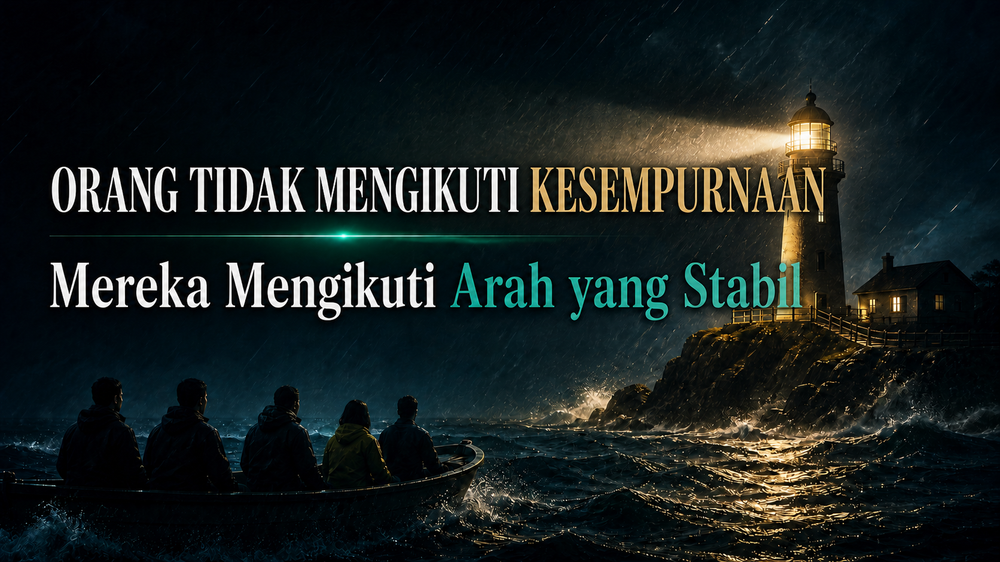 ORANG TIDAK MENGIKUTI KESEMPURNAAN
Mereka Mengikuti Arah yang Stabil